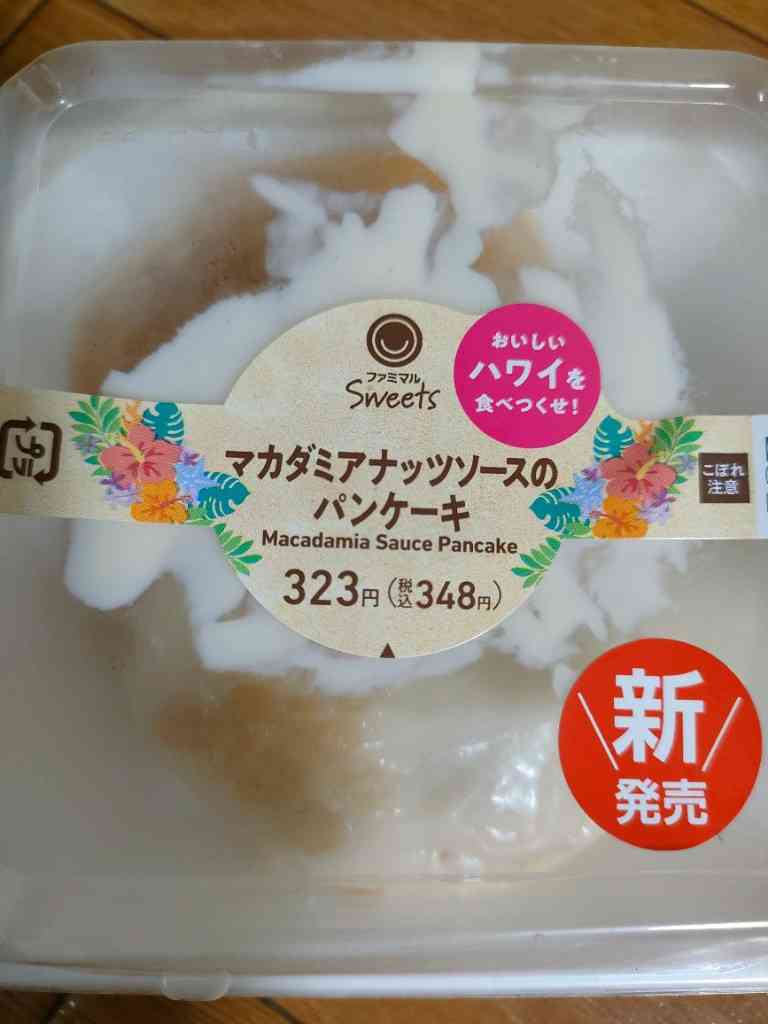 ファミマル
Sweets
おいしい
ハワイを
食べつくせ!
マカダミアナッツソースの
パンケーキ
Macadamia Sauce Pancake
323円(税込348円)
プラ
こぼれ
注意
新
発売